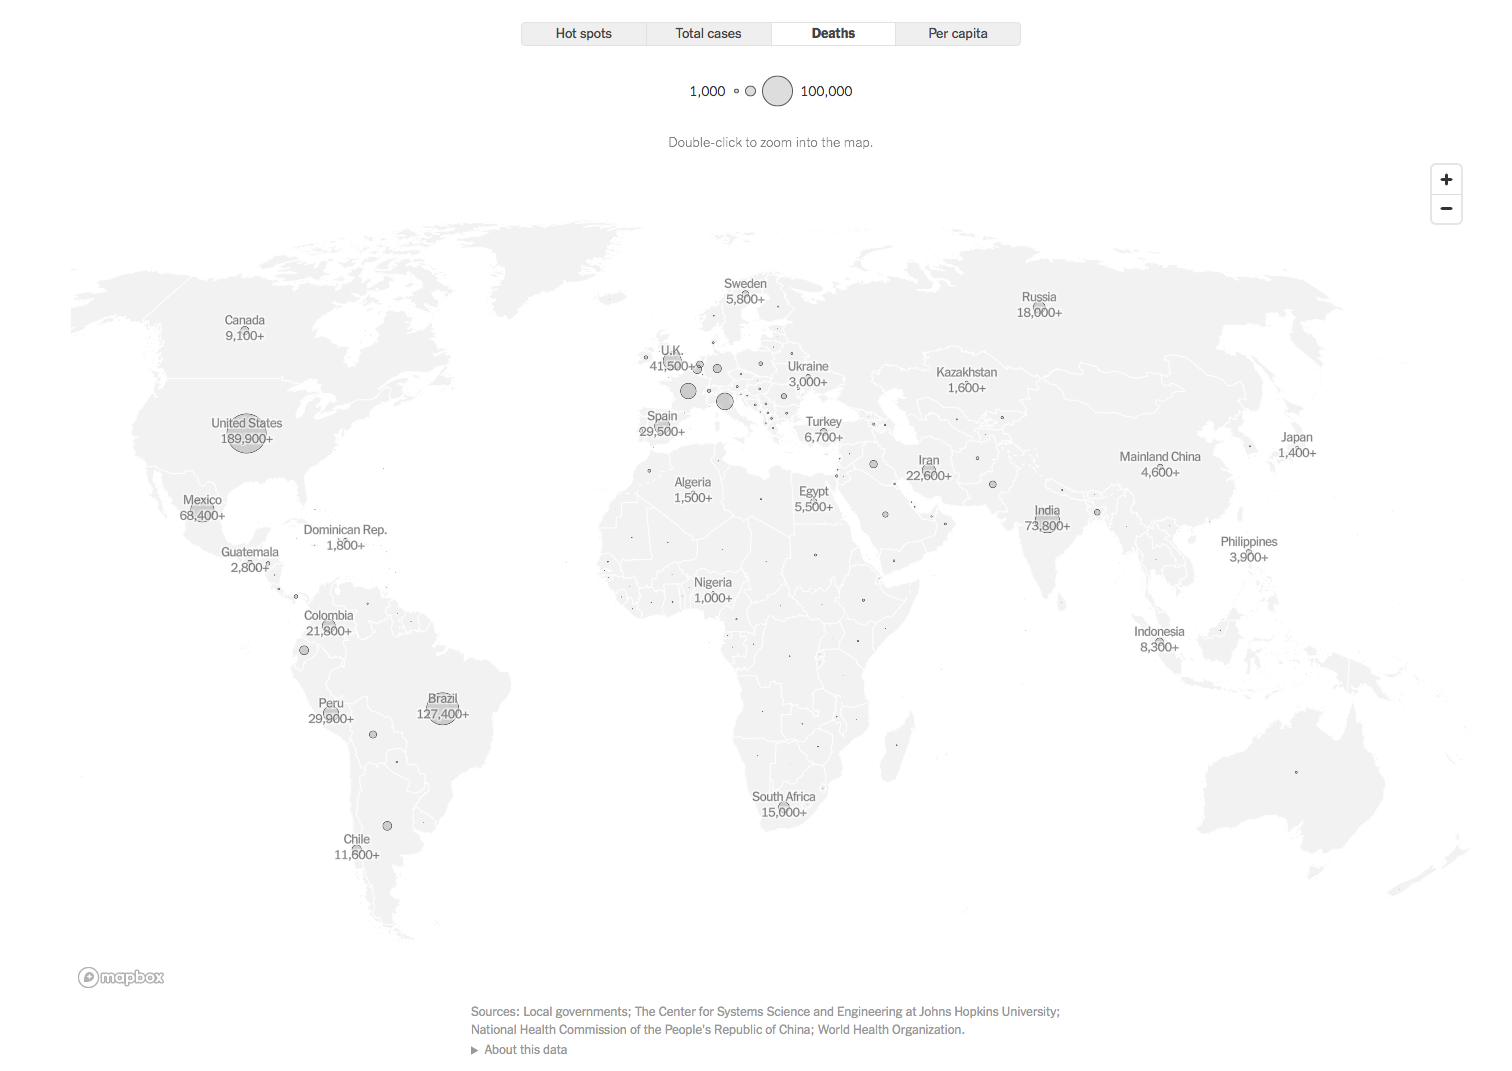 Hot spots
Total cases
Deaths
Per capita
1,000
100,000
Double-click to zoom into the map.
+
−
Sweden
5,800+
Russia
18,000+
Canada
9,100+
U.K.
41,500+
Ukraine
3,000+
Kazakhstan
1,600+
United States
189,900+
Spain
29,500+
Turkey
6,700+
Japan
1,400+
Iran
22,600+
Mainland China
4,600+
Algeria
1,500+
Egypt
5,500+
Mexico
68,400+
India
73,800+
Dominican Rep.
1,800+
Philippines
3,900+
Guatemala
2,800+
Nigeria
1,000+
Colombia
21,800+
Indonesia
8,300+
Brazil
127,400+
Peru
29,900+
South Africa
15,000+
Chile
11,600+
mapbox
Sources: Local governments; The Center for Systems Science and Engineering at Johns Hopkins University;
National Health Commission of the People's Republic of China; World Health Organization.
About this data